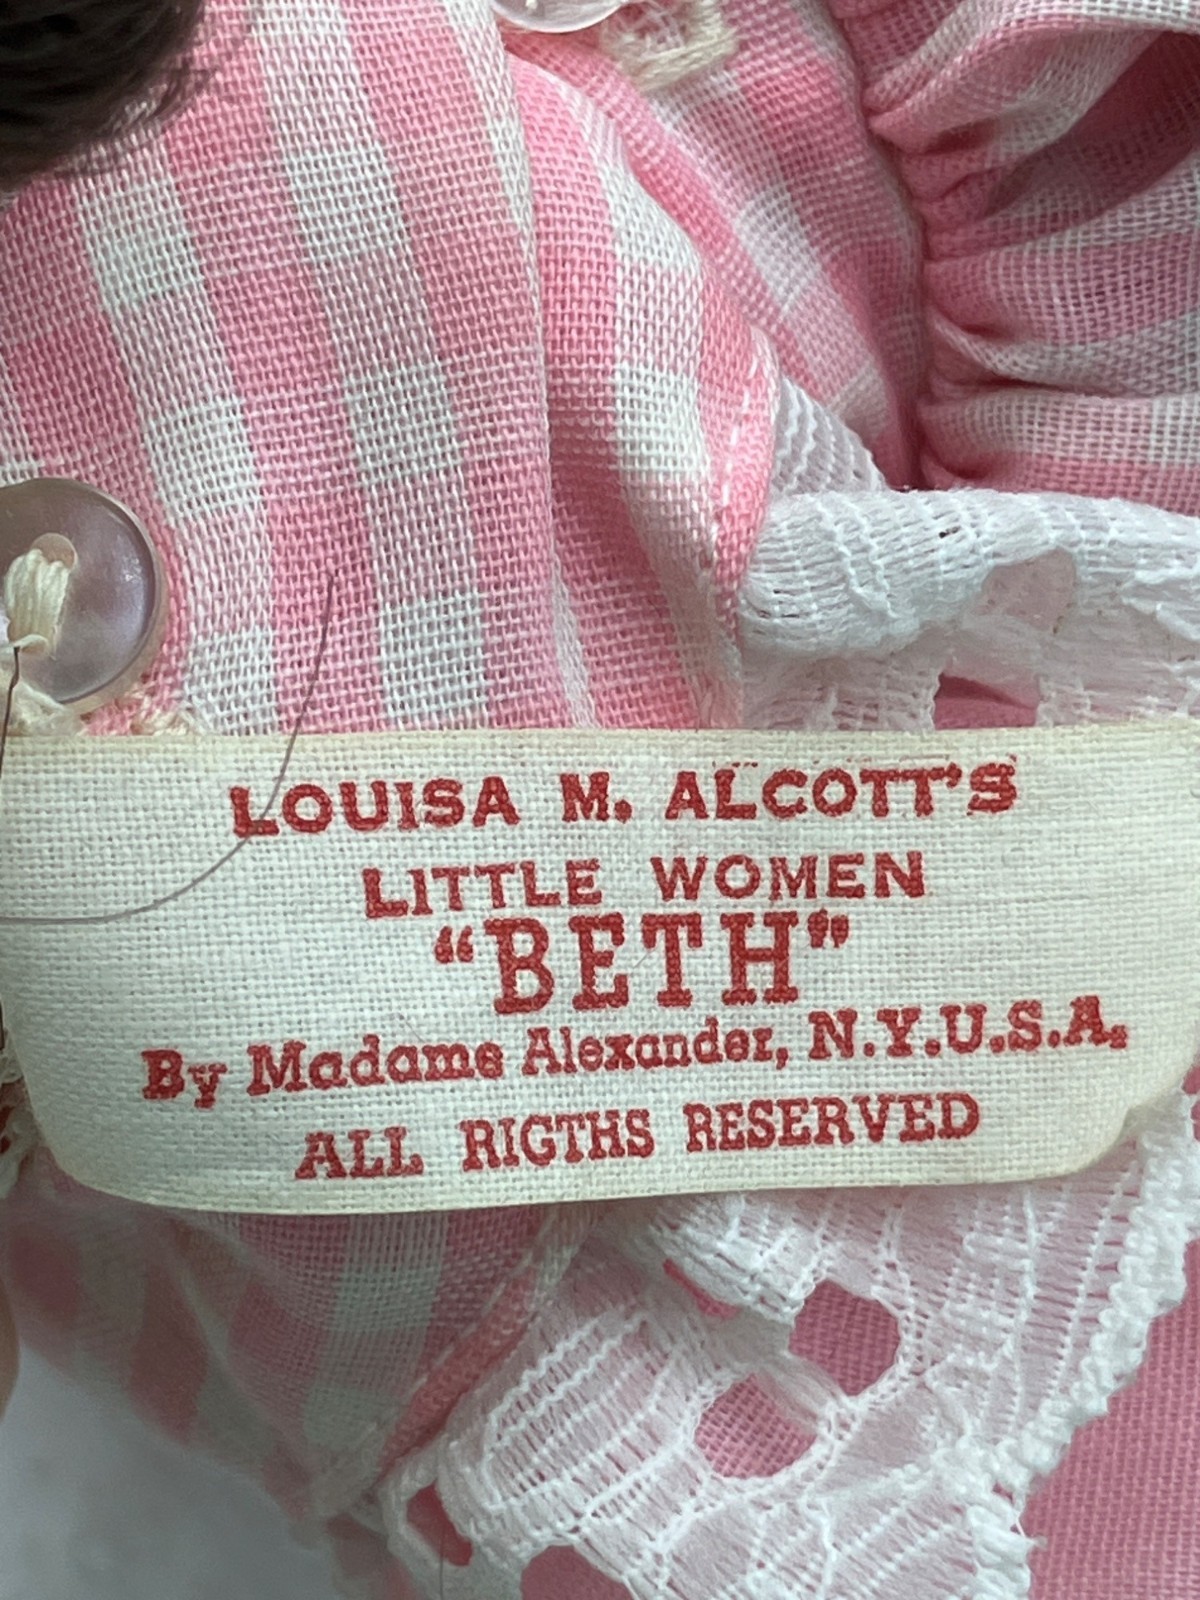 LOUISA M. ALCOTT'S
LITTLE WOMEN
“BETH”
By Madame Alexander, N.Y.U.S.A.
ALL RIGTHS RESERVED